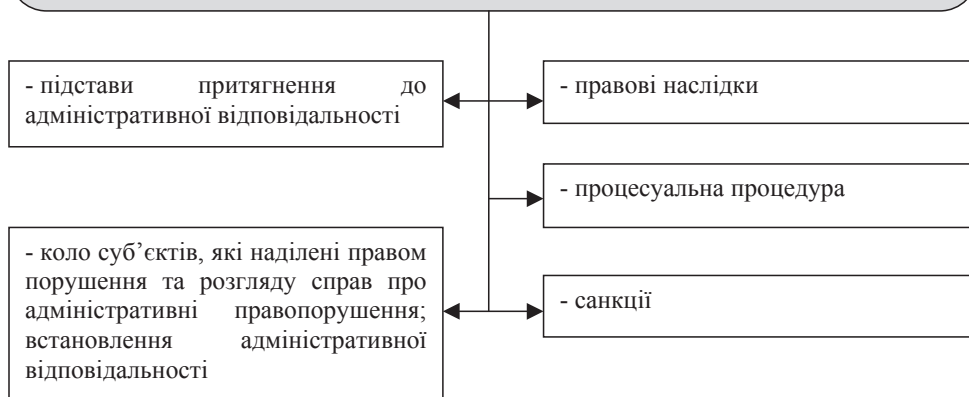 - підстави притягнення до
адміністративної відповідальності
- правові наслідки
- процесуальна процедура
- коло суб’єктів, які наділені правом
порушення та розгляду справ про
адміністративні правопорушення;
встановлення адміністративної
відповідальності
- санкції